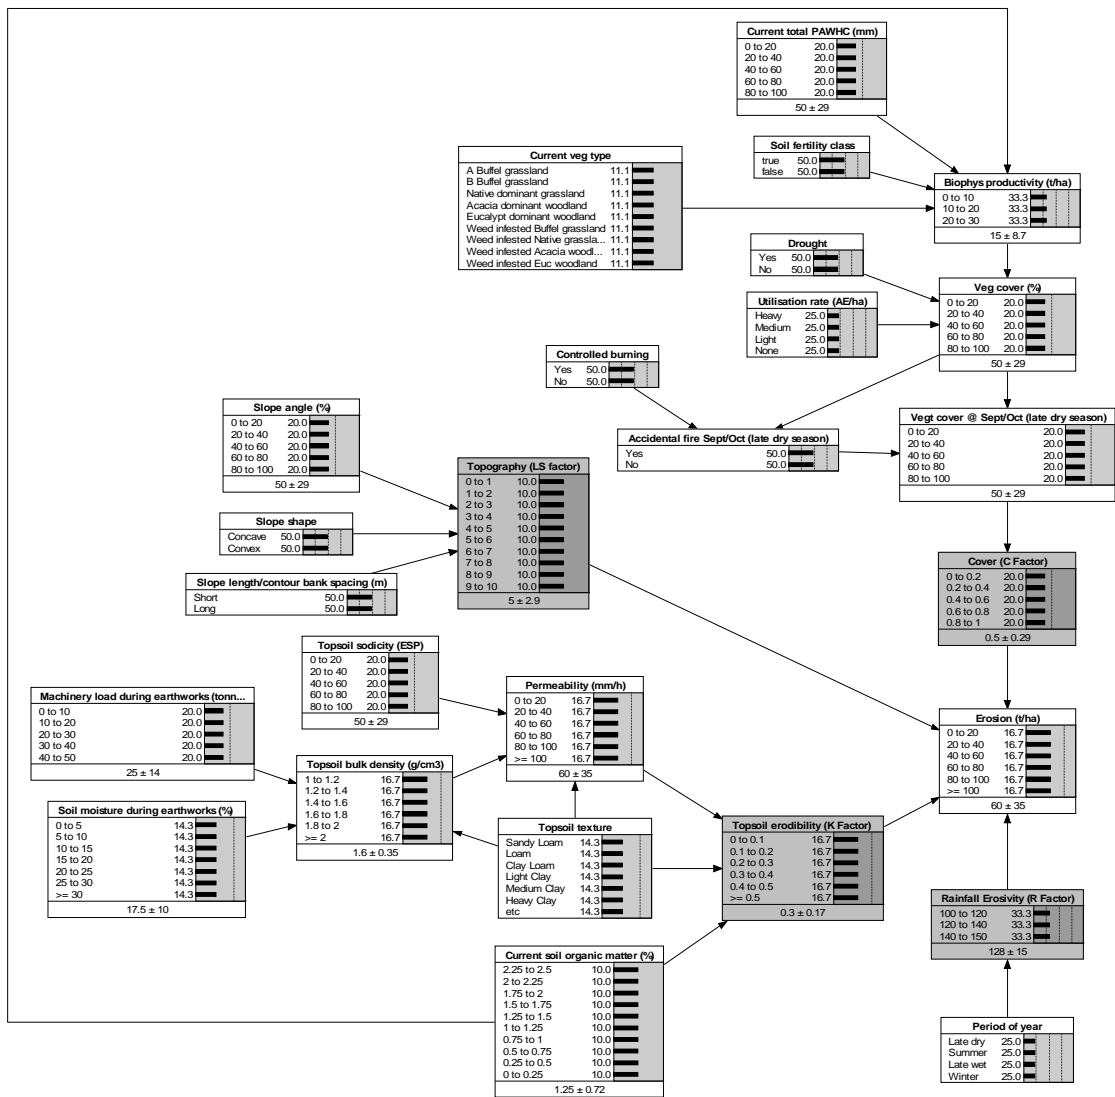 Current total PAWHC (mm)
0 to 20 20.0
20 to 40 20.0
40 to 60 20.0
60 to 80 20.0
80 to 100 20.0
50 ± 29
Soil fertility class
true 50.0
false 50.0
Current veg type
A Buffel grassland 11.1
B Buffel grassland 11.1
Native dominant grassland 11.1
Acacia dominant woodland 11.1
Eucalypt dominant woodland 11.1
Weed infested Buffel grassland 11.1
Weed infested Native grassla... 11.1
Weed infested Acacia woodl... 11.1
Weed infested Euc woodland 11.1
Biophys productivity (t/ha)
0 to 10 33.3
10 to 20 33.3
20 to 30 33.3
15 ± 8.7
Drought
Yes 50.0
No 50.0
Veg cover (%)
0 to 20 20.0
20 to 40 20.0
40 to 60 20.0
60 to 80 20.0
80 to 100 20.0
50 ± 29
Utilisation rate (AE/ha)
Heavy 25.0
Medium 25.0
Light 25.0
None 25.0
Controlled burning
Yes 50.0
No 50.0
Slope angle (%)
0 to 20 20.0
20 to 40 20.0
40 to 60 20.0
60 to 80 20.0
80 to 100 20.0
50 ± 29
Accidental fire Sept/Oct (late dry season)
Yes 50.0
No 50.0
Vegt cover @ Sept/Oct (late dry season)
0 to 20 20.0
20 to 40 20.0
40 to 60 20.0
60 to 80 20.0
80 to 100 20.0
50 ± 29
Topography (LS factor)
0 to 1 10.0
1 to 2 10.0
2 to 3 10.0
3 to 4 10.0
4 to 5 10.0
5 to 6 10.0
6 to 7 10.0
7 to 8 10.0
8 to 9 10.0
9 to 10 10.0
5 ± 2.9
Slope shape
Concave 50.0
Convex 50.0
Slope length/contour bank spacing (m)
Short 50.0
Long 50.0
Cover (C Factor)
0 to 0.2 20.0
0.2 to 0.4 20.0
0.4 to 0.6 20.0
0.6 to 0.8 20.0
0.8 to 1 20.0
0.5 ± 0.29
Topsoil sodicity (ESP)
0 to 20 20.0
20 to 40 20.0
40 to 60 20.0
60 to 80 20.0
80 to 100 20.0
50 ± 29
Machinery load during earthworks (tonn...
0 to 10 20.0
10 to 20 20.0
20 to 30 20.0
30 to 40 20.0
40 to 50 20.0
25 ± 14
Permeability (mm/h)
0 to 20 16.7
20 to 40 16.7
40 to 60 16.7
60 to 80 16.7
80 to 100 16.7
>= 100 16.7
60 ± 35
Erosion (t/ha)
0 to 20 16.7
20 to 40 16.7
40 to 60 16.7
60 to 80 16.7
80 to 100 16.7
>= 100 16.7
60 ± 35
Topsoil bulk density (g/cm3)
1 to 1.2 16.7
1.2 to 1.4 16.7
1.4 to 1.6 16.7
1.6 to 1.8 16.7
1.8 to 2 16.7
>= 2 16.7
1.6 ± 0.35
Soil moisture during earthworks (%)
0 to 5 14.3
5 to 10 14.3
10 to 15 14.3
15 to 20 14.3
20 to 25 14.3
25 to 30 14.3
>= 30 14.3
17.5 ± 10
Topsoil texture
Sandy Loam 14.3
Loam 14.3
Clay Loam 14.3
Light Clay 14.3
Medium Clay 14.3
Heavy Clay 14.3
etc 14.3
Topsoil erodibility (K Factor)
0 to 0.1 16.7
0.1 to 0.2 16.7
0.2 to 0.3 16.7
0.3 to 0.4 16.7
0.4 to 0.5 16.7
>= 0.5 16.7
0.3 ± 0.17
Rainfall Erosivity (R Factor)
100 to 120 33.3
120 to 140 33.3
140 to 150 33.3
128 ± 15
Current soil organic matter (%)
2.25 to 2.5 10.0
2 to 2.25 10.0
1.75 to 2 10.0
1.5 to 1.75 10.0
1.25 to 1.5 10.0
1 to 1.25 10.0
0.75 to 1 10.0
0.5 to 0.75 10.0
0.25 to 0.5 10.0
0 to 0.25 10.0
1.25 ± 0.72
Period of year
Late dry 25.0
Summer 25.0
Late wet 25.0
Winter 25.0